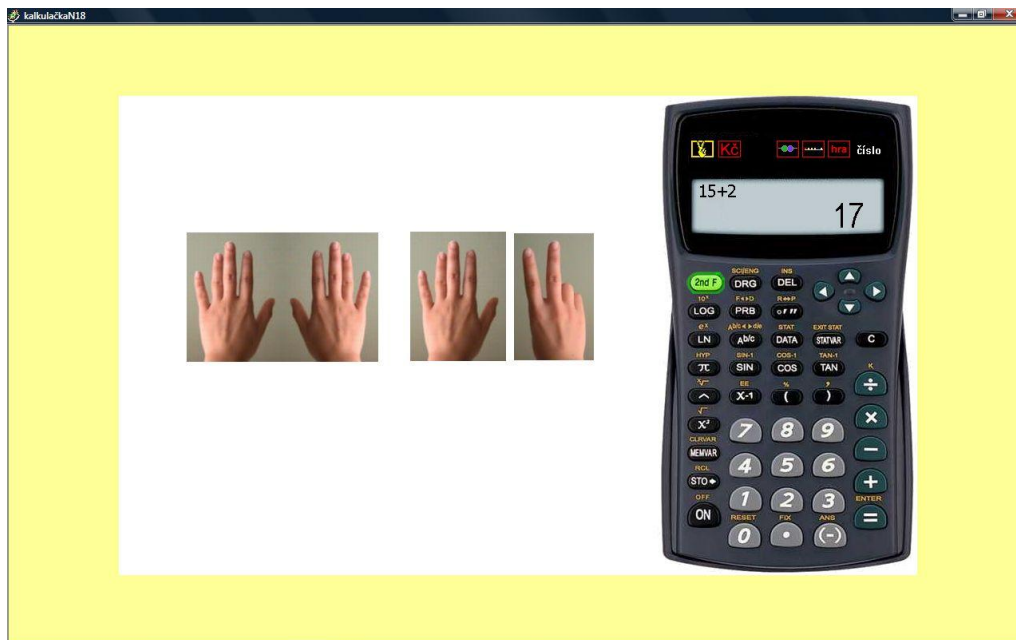 kalkulačkaN18
Kč hra číslo
15+2
17
SCI/ENG INS
2nd F DRG DEL
10ˣ F◄►D R⇔P
LOG PRB o ' "
eˣ Ab/c◄►d/e STAT EXIT STAT
LN Ab/c DATA STATVAR C
HYP SIN-1 COS-1 TAN-1 K
π SIN COS TAN ÷
EE % ,
^ X-1 ( ) ×
√
X² 7 8 9 −
CLRVAR
MEMVAR
RCL
STO 4 5 6 +
OFF ENTER
ON 1 2 3 =
RESET FIX ANS
0 . (-)